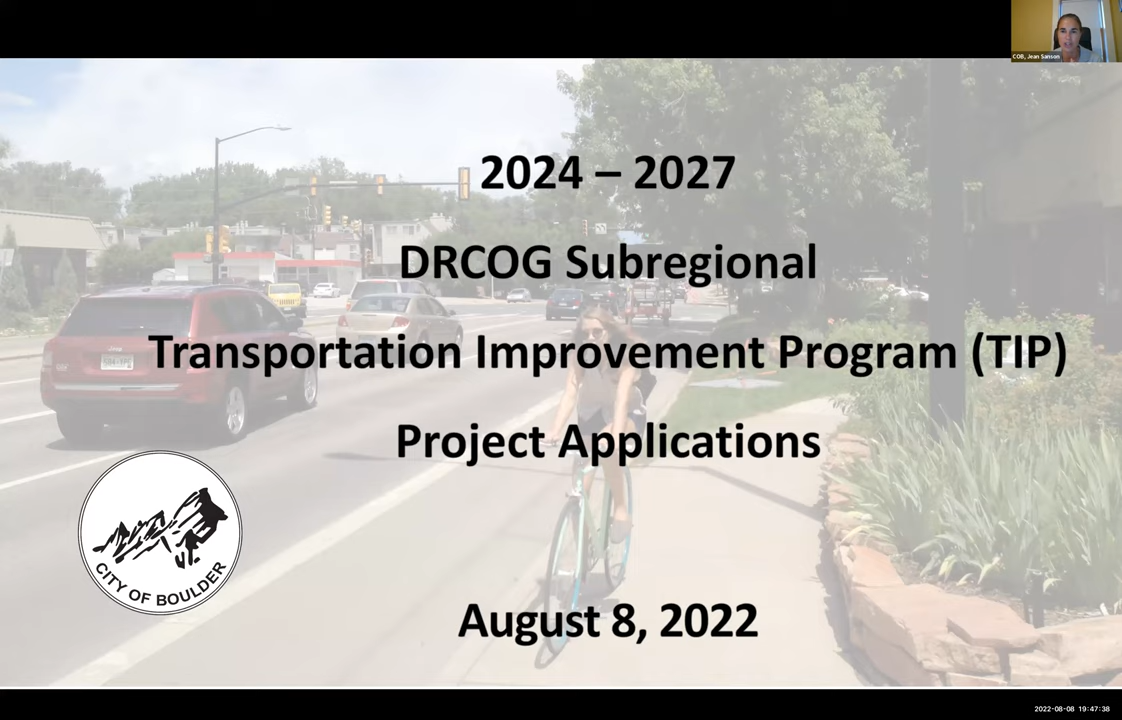 COB, Jean Sanson
2024 – 2027
DRCOG Subregional
Transportation Improvement Program (TIP)
Project Applications
CITY OF BOULDER
August 8, 2022
2022-08-08 19:47:38